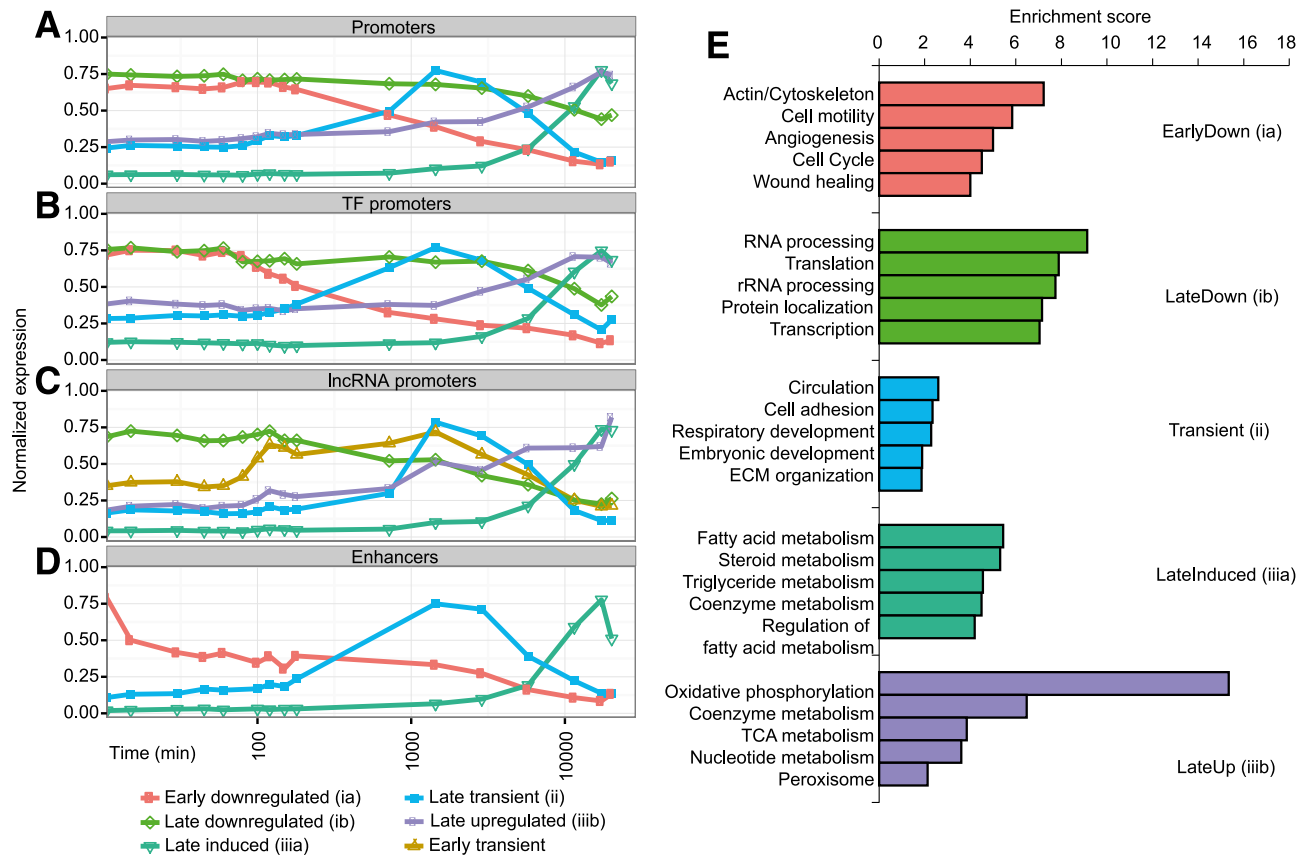 A
Promoters
1.00
0.75
0.50
0.25
0.00
B
TF promoters
1.00
0.75
0.50
0.25
0.00
C
lncRNA promoters
1.00
0.75
0.50
0.25
0.00
D
Enhancers
1.00
0.75
0.50
0.25
0.00
Normalized expression
Time (min)
100
1000
10000
Early downregulated (ia)
Late downregulated (ib)
Late induced (iiia)
Late transient (ii)
Late upregulated (iiib)
Early transient
E
Enrichment score
0 2 4 6 8 10 12 14 16 18
Actin/Cytoskeleton
Cell motility
Angiogenesis
Cell Cycle
Wound healing
EarlyDown (ia)
RNA processing
Translation
rRNA processing
Protein localization
Transcription
LateDown (ib)
Circulation
Cell adhesion
Respiratory development
Embryonic development
ECM organization
Transient (ii)
Fatty acid metabolism
Steroid metabolism
Triglyceride metabolism
Coenzyme metabolism
Regulation of
fatty acid metabolism
LateInduced (iiia)
Oxidative phosphorylation
Coenzyme metabolism
TCA metabolism
Nucleotide metabolism
Peroxisome
LateUp (iiib)